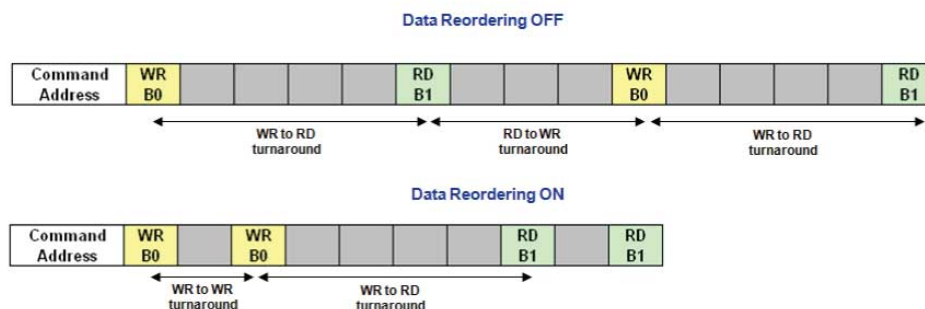 Data Reordering OFF
Command WR RD WR RD
Address B0 B1 B0 B1
WR to RD RD to WR WR to RD
turnaround turnaround turnaround
Data Reordering ON
Command WR WR RD RD
Address B0 B0 B1 B1
WR to WR WR to RD
turnaround turnaround